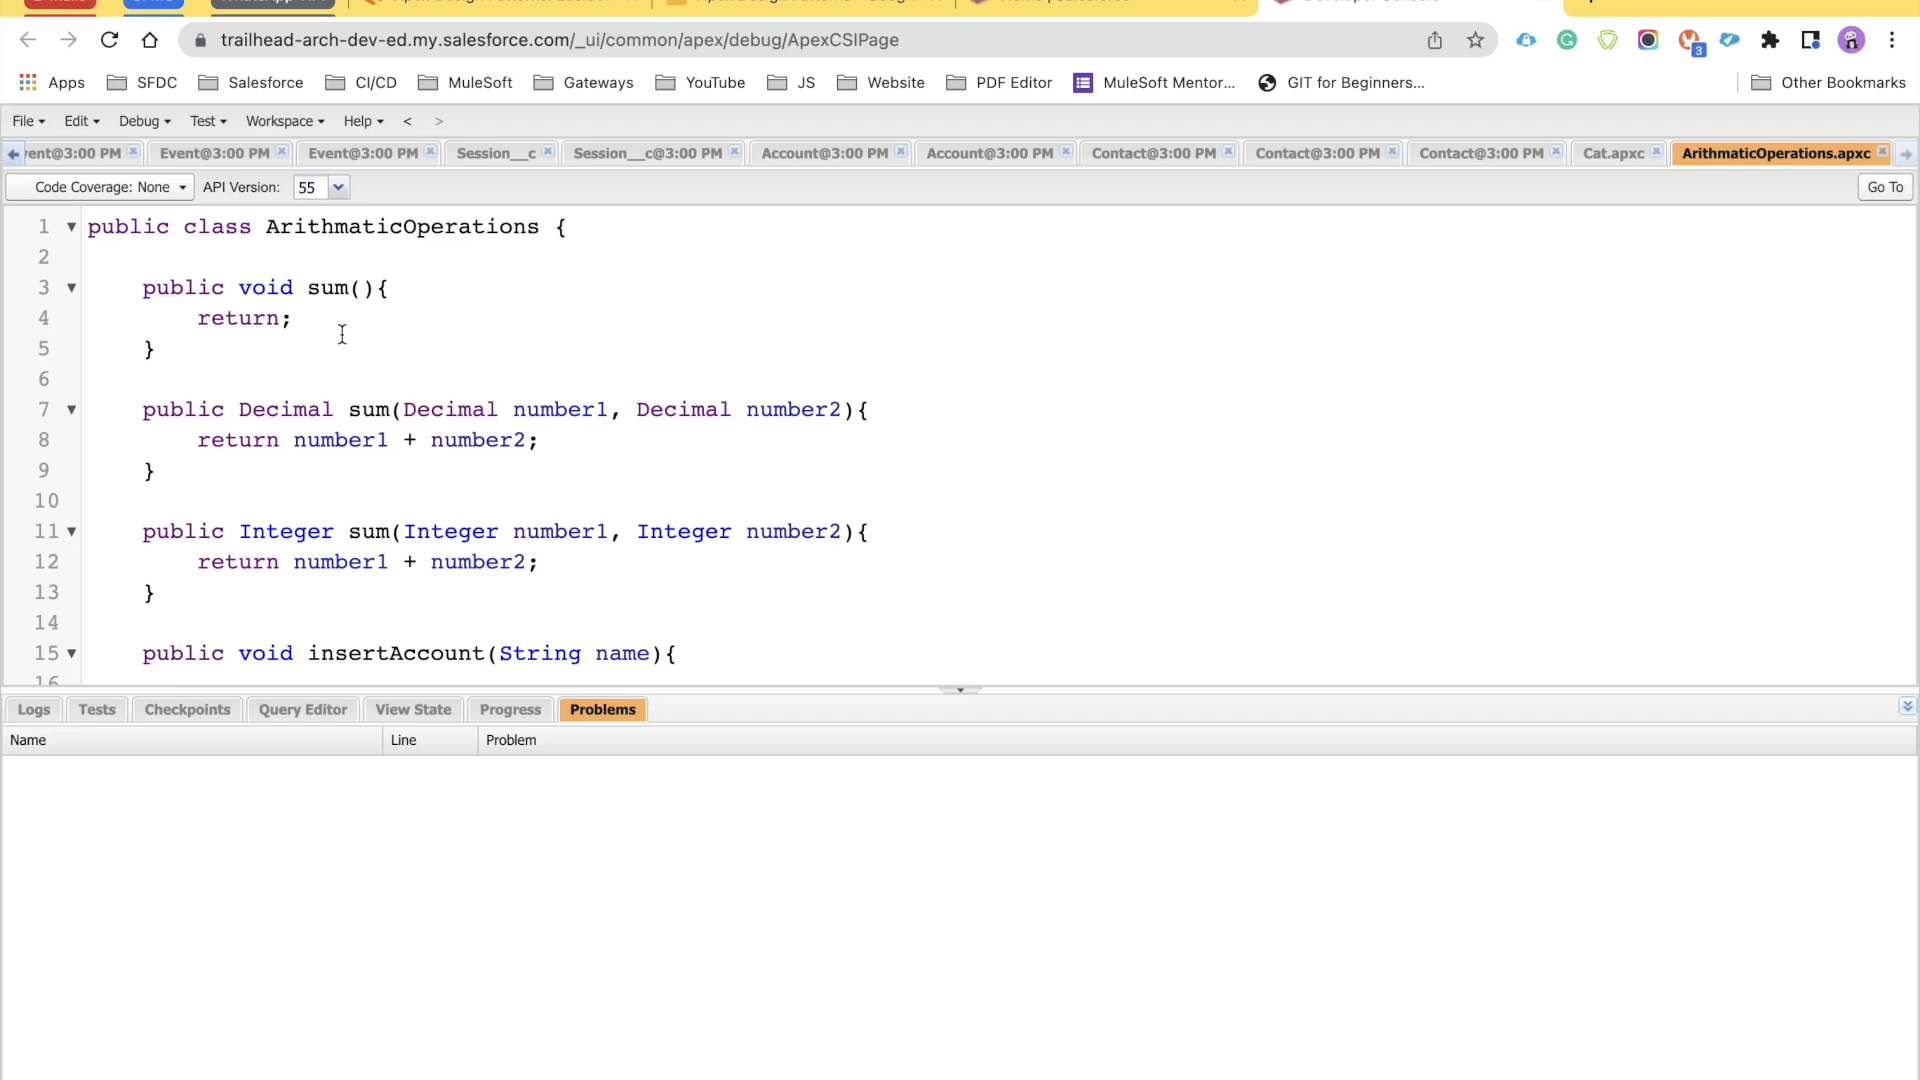 trailhead-arch-dev-ed.my.salesforce.com/_ui/common/apex/debug/ApexCSIPage
3
Apps SFDC Salesforce CI/CD MuleSoft Gateways YouTube JS Website PDF Editor MuleSoft Mentor... GIT for Beginners... Other Bookmarks
File Edit Debug Test Workspace Help < >
vent@3:00 PM Event@3:00 PM Event@3:00 PM Session__c Session__c@3:00 PM Account@3:00 PM Account@3:00 PM Contact@3:00 PM Contact@3:00 PM Contact@3:00 PM Cat.apxc ArithmaticOperations.apxc
Code Coverage: None API Version: 55 Go To
1 public class ArithmaticOperations {
2
3 public void sum(){
4 return;
5 }
6
7 public Decimal sum(Decimal number1, Decimal number2){
8 return number1 + number2;
9 }
10
11 public Integer sum(Integer number1, Integer number2){
12 return number1 + number2;
13 }
14
15 public void insertAccount(String name){
16
Logs Tests Checkpoints Query Editor View State Progress Problems
Name Line Problem